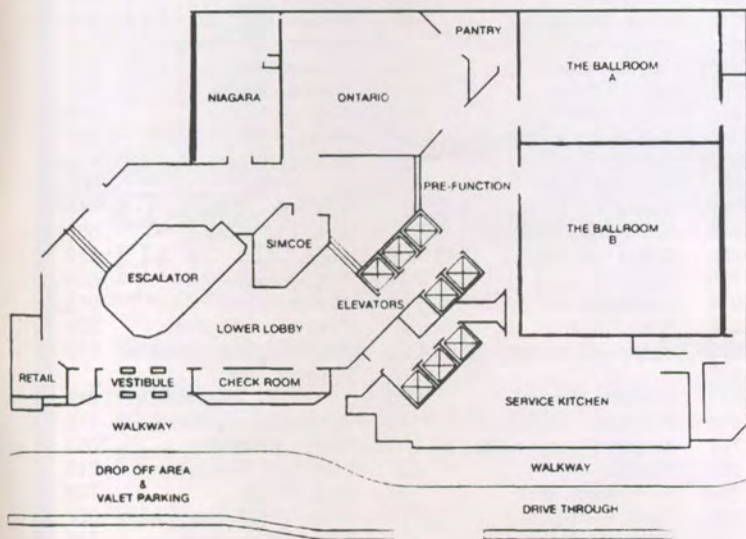 PANTRY
THE BALLROOM
A
NIAGARA
ONTARIO
PRE-FUNCTION
THE BALLROOM
B
SIMCOE
ESCALATOR
ELEVATORS
LOWER LOBBY
RETAIL
VESTIBULE
CHECK ROOM
SERVICE KITCHEN
WALKWAY
WALKWAY
DROP OFF AREA
&
VALET PARKING
DRIVE THROUGH